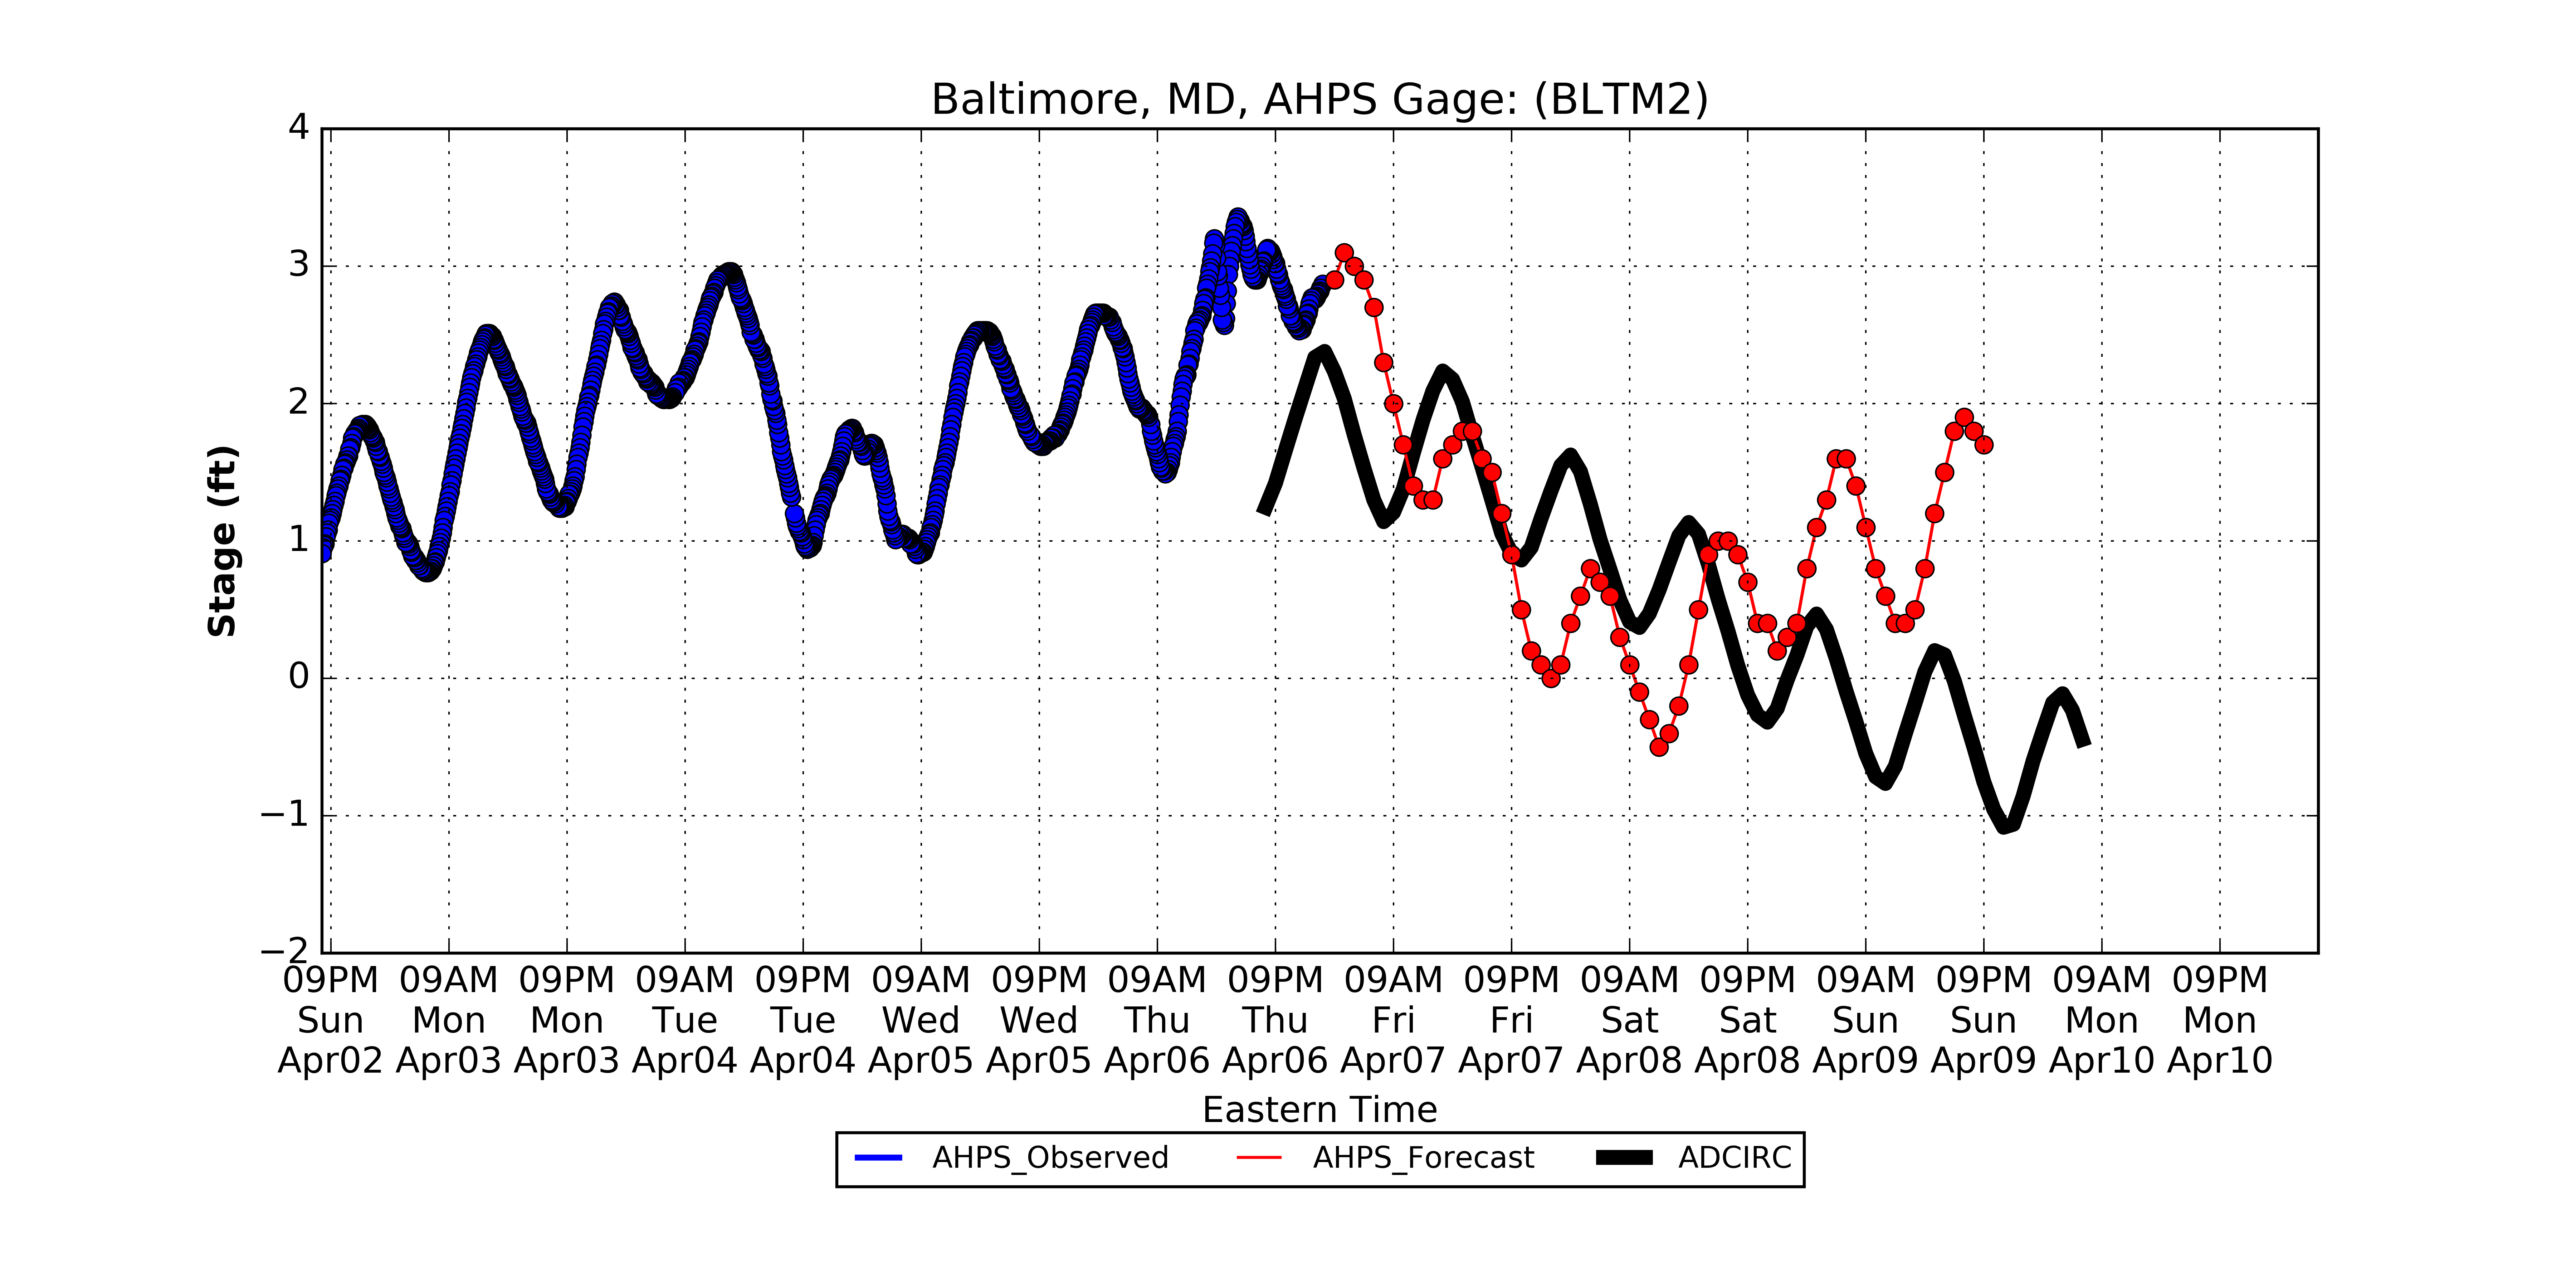 Baltimore, MD, AHPS Gage: (BLTM2)
4
3
2
1
0
−1
−2
Stage (ft)
09PM 09AM 09PM 09AM 09PM 09AM 09PM 09AM 09PM 09AM 09PM 09AM 09PM 09AM 09PM 09AM 09PM
Sun Mon Mon Tue Tue Wed Wed Thu Thu Fri Fri Sat Sat Sun Sun Mon Mon
Apr02 Apr03 Apr03 Apr04 Apr04 Apr05 Apr05 Apr06 Apr06 Apr07 Apr07 Apr08 Apr08 Apr09 Apr09 Apr10 Apr10
Eastern Time
AHPS_Observed AHPS_Forecast ADCIRC